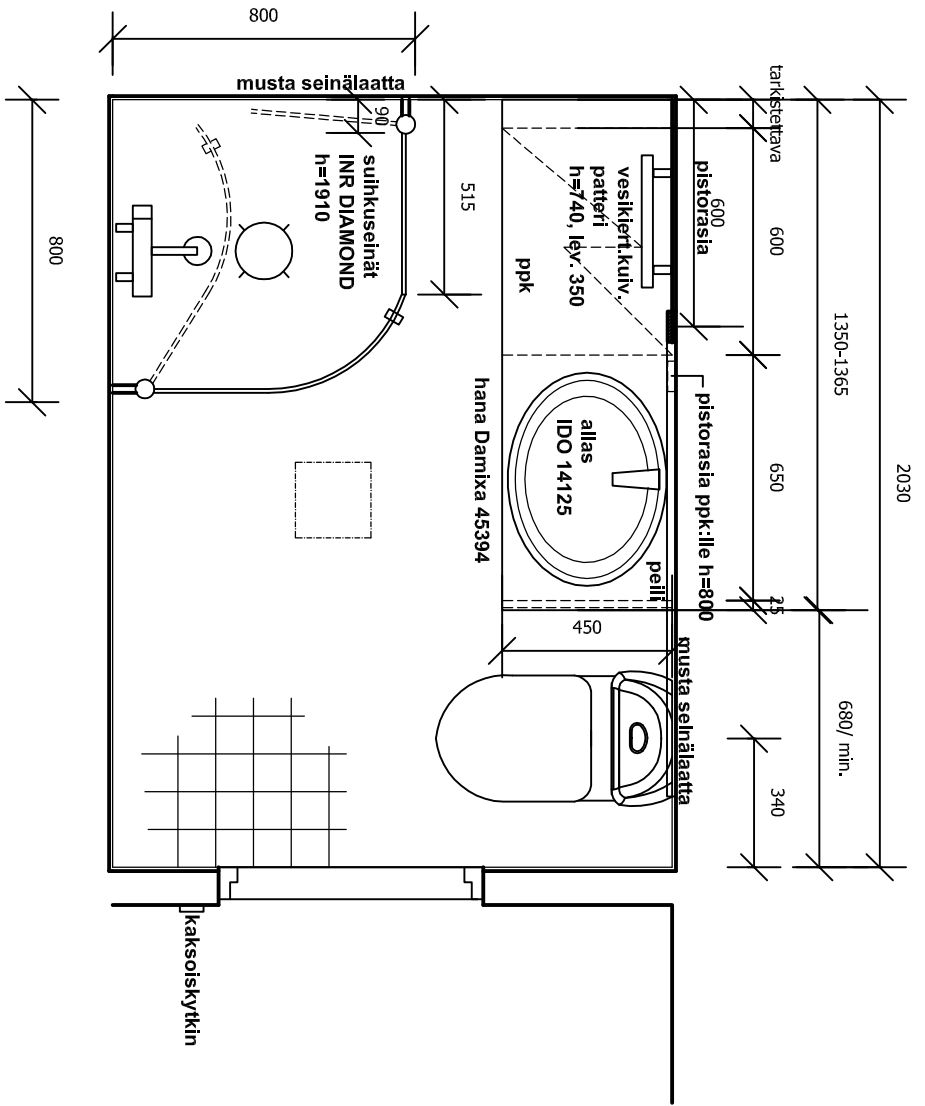 800
musta seinälaatta
90
515
suihkuseinät
INR DIAMOND
h=1910
800
tarkistettava
600
pistorasia
600
vesikiert.kuiv.
patteri
h=740, lev. 350
ppk
1350-1365
2030
pistorasia ppk:lle h=800
650
allas
IDO 14125
hana Damixa 45394
peili
25
450
musta seinälaatta
680/ min.
340
kaksoiskytkin